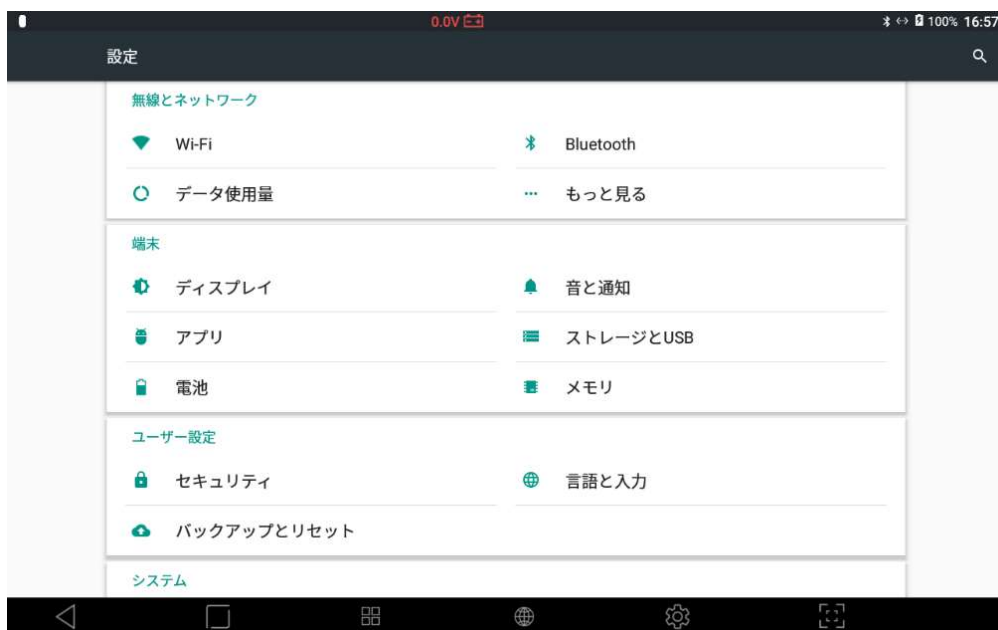 0.0V 100% 16:57
設定
無線とネットワーク
Wi-Fi Bluetooth
データ使用量 もっと見る
端末
ディスプレイ 音と通知
アプリ ストレージとUSB
電池 メモリ
ユーザー設定
セキュリティ 言語と入力
バックアップとリセット
システム